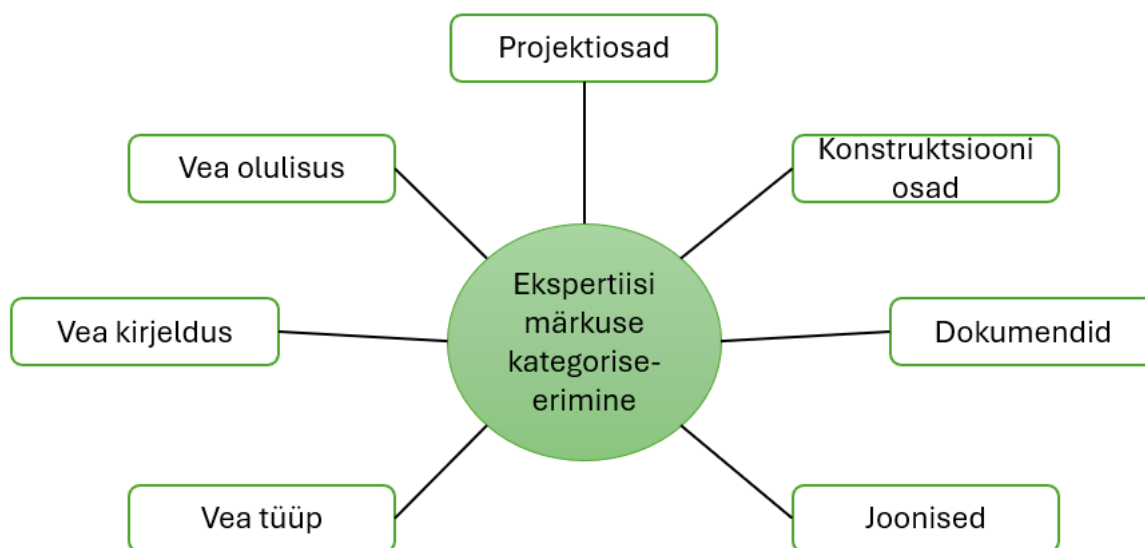 Projektiosad
Vea olulisus
Konstruktsiooni
osad
Ekspertiisi
märkuse
kategorise-
erimine
Vea kirjeldus
Dokumendid
Vea tüüp
Joonised